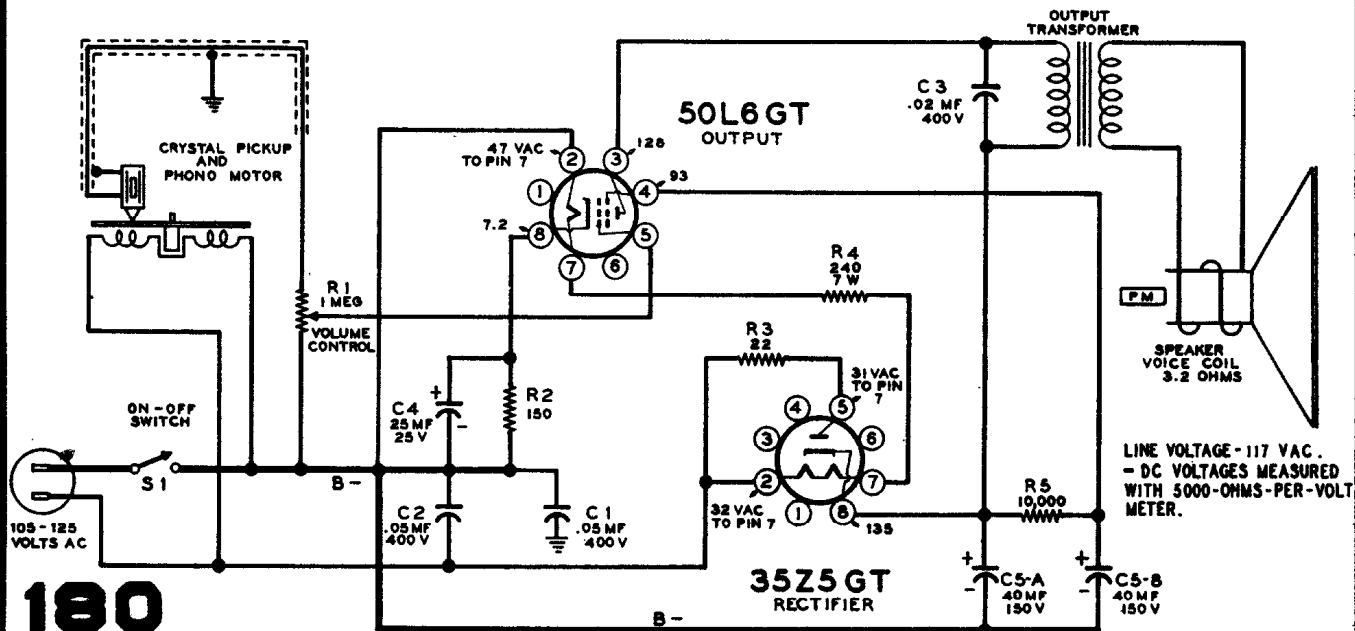 OUTPUT
TRANSFORMER
C3
.02 MF
400 V
50L6GT
OUTPUT
CRYSTAL PICKUP
AND
PHONO MOTOR
47 VAC
TO PIN 7
2
3
128
1
4
93
7.2
8
5
7
6
R4
240
7 W
R1
1 MEG
VOLUME
CONTROL
R3
22
PM
SPEAKER
VOICE COIL
3.2 OHMS
31 VAC
TO PIN
7
C4
25 MF
25 V
+
-
R2
150
ON-OFF
SWITCH
S1
4
5
3
6
2
7
1
8
32 VAC
TO PIN 7
135
LINE VOLTAGE - 117 VAC.
- DC VOLTAGES MEASURED
WITH 5000-OHMS-PER-VOLT
METER.
B-
R5
10,000
105-125
VOLTS AC
C2
.05 MF
400 V
C1
.05 MF
400 V
180
35Z5GT
RECTIFIER
+
-
C5-A
40 MF
150 V
+
-
C5-B
40 MF
150 V
B-